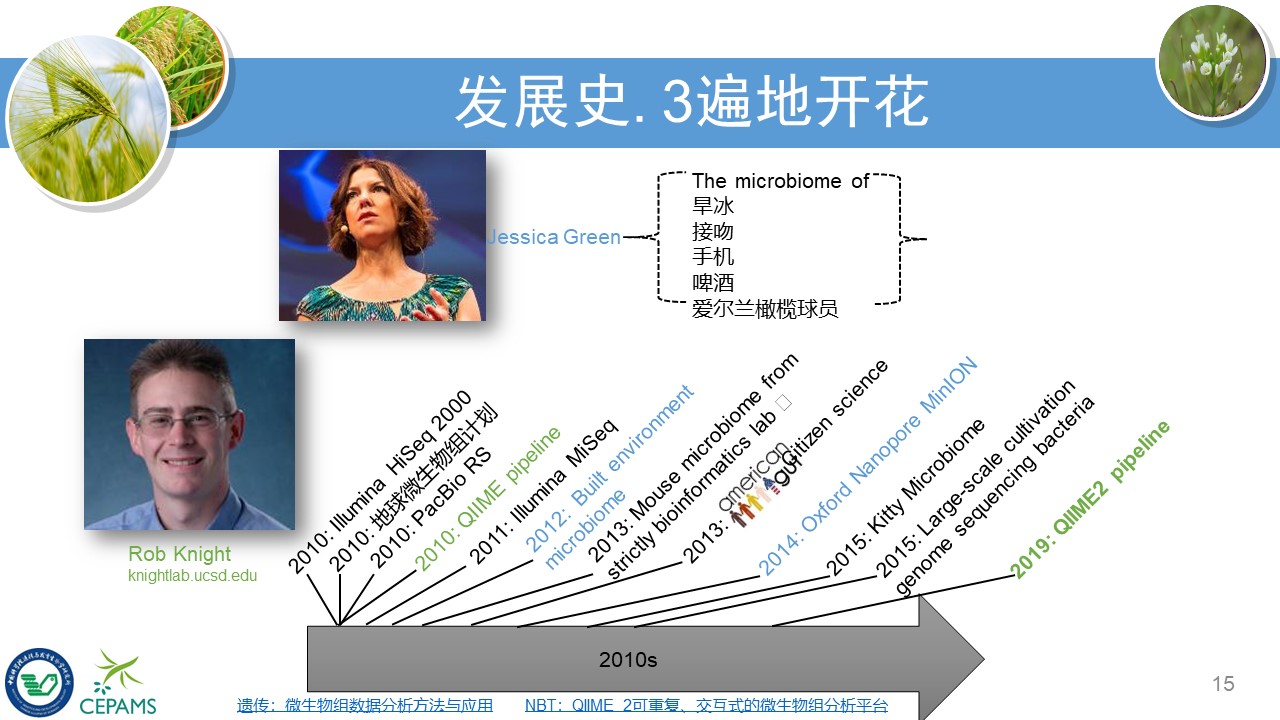 发展史. 3遍地开花
Jessica Green
The microbiome of
旱冰
接吻
手机
啤酒
爱尔兰橄榄球员
Rob Knight
knightlab.ucsd.edu
2010: Illumina HiSeq 2000
2010: 地球微生物组计划
2010: PacBio RS
2010: QIIME pipeline
2011: Illumina MiSeq
2012: Built environment
microbiome
2013: Mouse microbiome from
strictly bioinformatics lab
2013:
american
gut
citizen science
2014: Oxford Nanopore MinION
2015: Kitty Microbiome
2015: Large-scale cultivation
genome sequencing bacteria
2019: QIIME2 pipeline
2010s
CEPAMS
遗传：微生物组数据分析方法与应用
NBT：QIIME 2可重复、交互式的微生物组分析平台
15